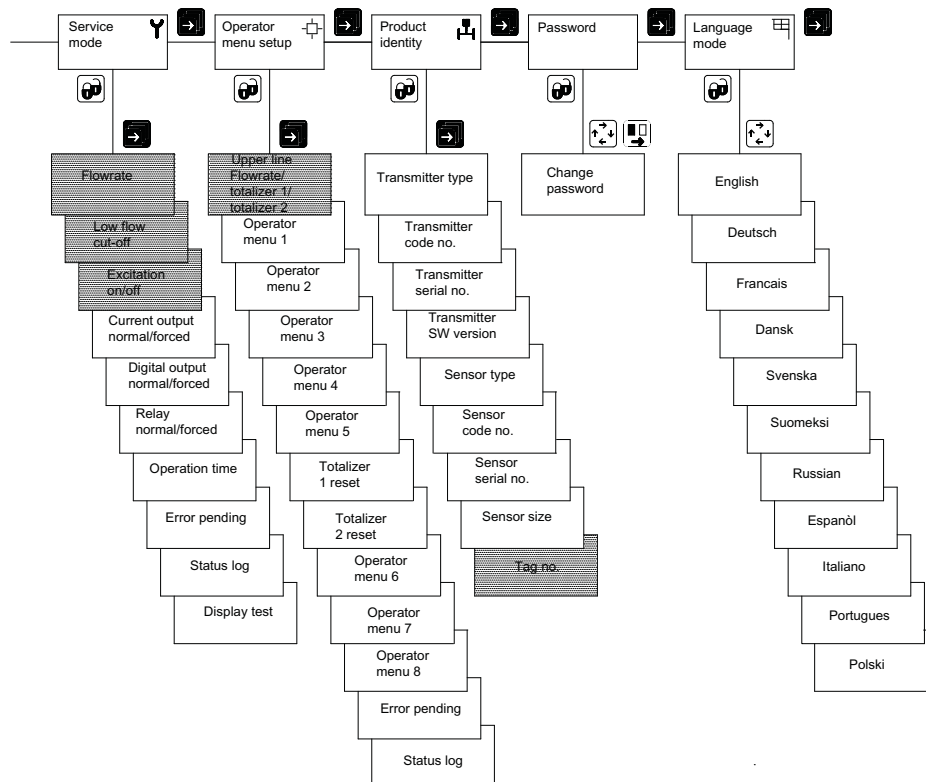 Service
mode
Operator
menu setup
Product
identity
Password
Language
mode
Flowrate
Low flow
cut-off
Excitation
on/off
Current output
normal/forced
Digital output
normal/forced
Relay
normal/forced
Operation time
Error pending
Status log
Display test
Upper line
Flowrate/
totalizer 1/
totalizer 2
Operator
menu 1
Operator
menu 2
Operator
menu 3
Operator
menu 4
Operator
menu 5
Totalizer
1 reset
Totalizer
2 reset
Operator
menu 6
Operator
menu 7
Operator
menu 8
Error pending
Status log
Transmitter type
Transmitter
code no.
Transmitter
serial no.
Transmitter
SW version
Sensor type
Sensor
code no.
Sensor
serial no.
Sensor size
Tag no.
Change
password
English
Deutsch
Francais
Dansk
Svenska
Suomeksi
Russian
Espanòl
Italiano
Portugues
Polski